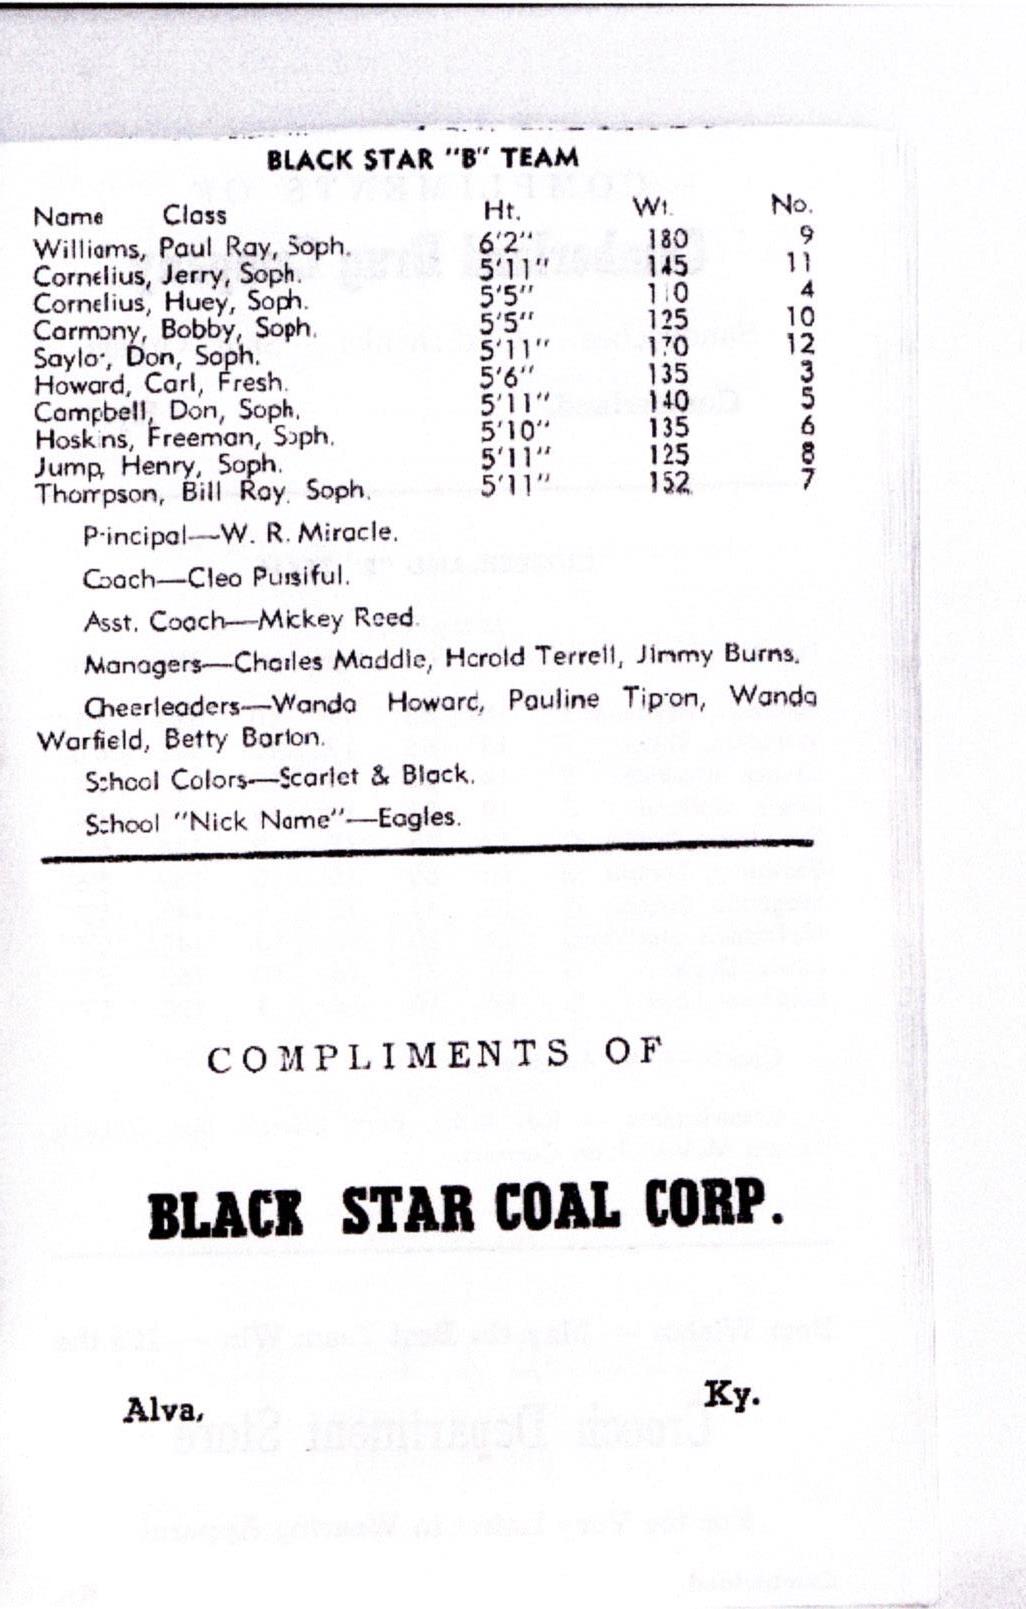 BLACK STAR "B" TEAM
Name Class Ht. Wt. No.
Williams, Paul Ray, Soph. 6'2" 180 9
Cornelius, Jerry, Soph. 5'11" 145 11
Cornelius, Huey, Soph. 5'5" 110 4
Carmony, Bobby, Soph. 5'5" 125 10
Saylor, Don, Soph. 5'11" 170 12
Howard, Carl, Fresh. 5'6" 135 3
Campbell, Don, Soph. 5'11" 140 5
Hoskins, Freeman, Soph. 5'10" 135 6
Jump, Henry, Soph. 5'11" 125 8
Thompson, Bill Ray, Soph. 5'11" 152 7
Principal—W. R. Miracle.
Coach—Cleo Pursiful.
Asst. Coach—Mickey Reed.
Managers—Charles Maddle, Harold Terrell, Jimmy Burns.
Cheerleaders—Wanda Howard, Pauline Tipton, Wanda
Warfield, Betty Barton.
School Colors—Scarlet & Black.
School "Nick Name"—Eagles.
COMPLIMENTS OF
BLACK STAR COAL CORP.
Alva, Ky.